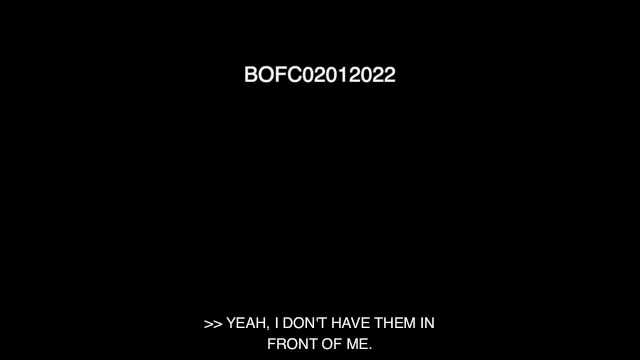 BOFC02012022
>> YEAH, I DON'T HAVE THEM IN
FRONT OF ME.